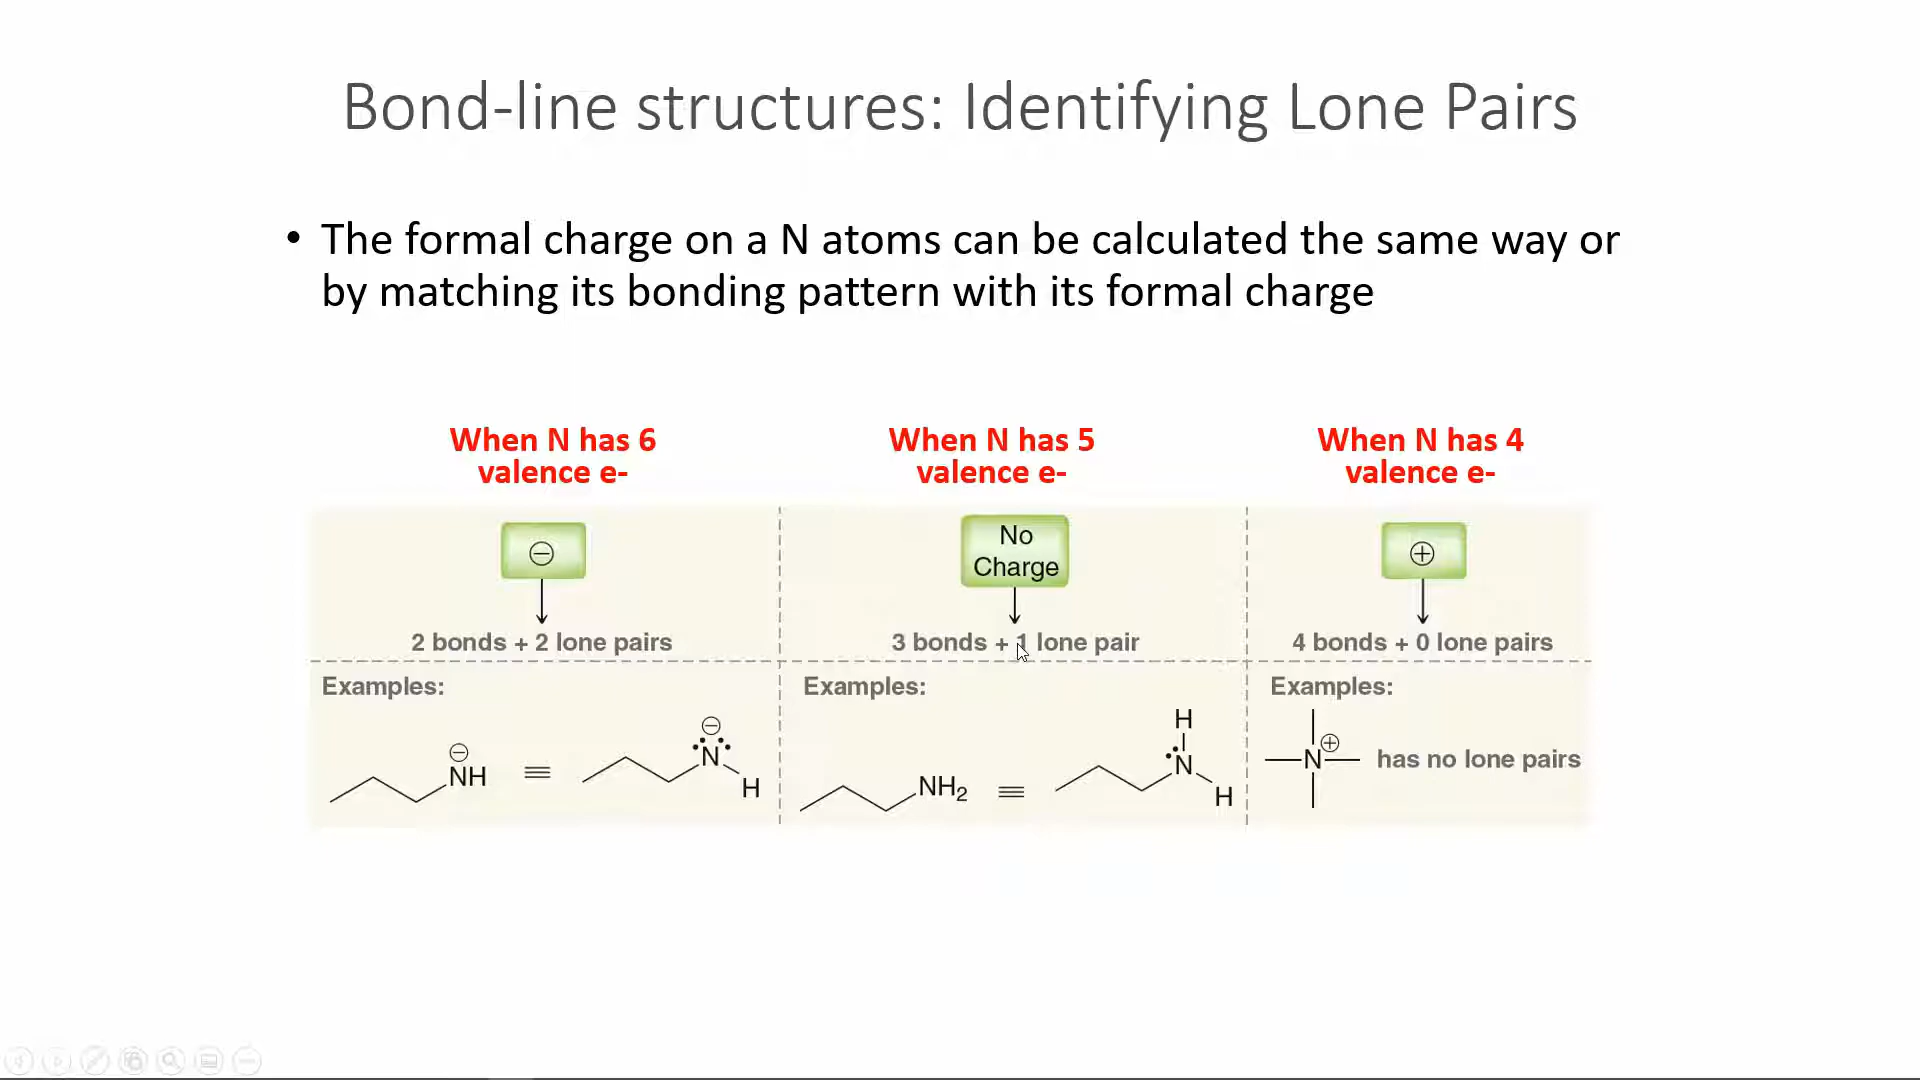 Bond-line structures: Identifying Lone Pairs
• The formal charge on a N atoms can be calculated the same way or
by matching its bonding pattern with its formal charge
When N has 6
valence e-
When N has 5
valence e-
When N has 4
valence e-
⊖
No
Charge
⊕
2 bonds + 2 lone pairs
3 bonds + 1 lone pair
4 bonds + 0 lone pairs
Examples:
⊖
NH
≡
⊖
N
H
Examples:
NH₂
≡
H
N
H
Examples:
N⊕
has no lone pairs